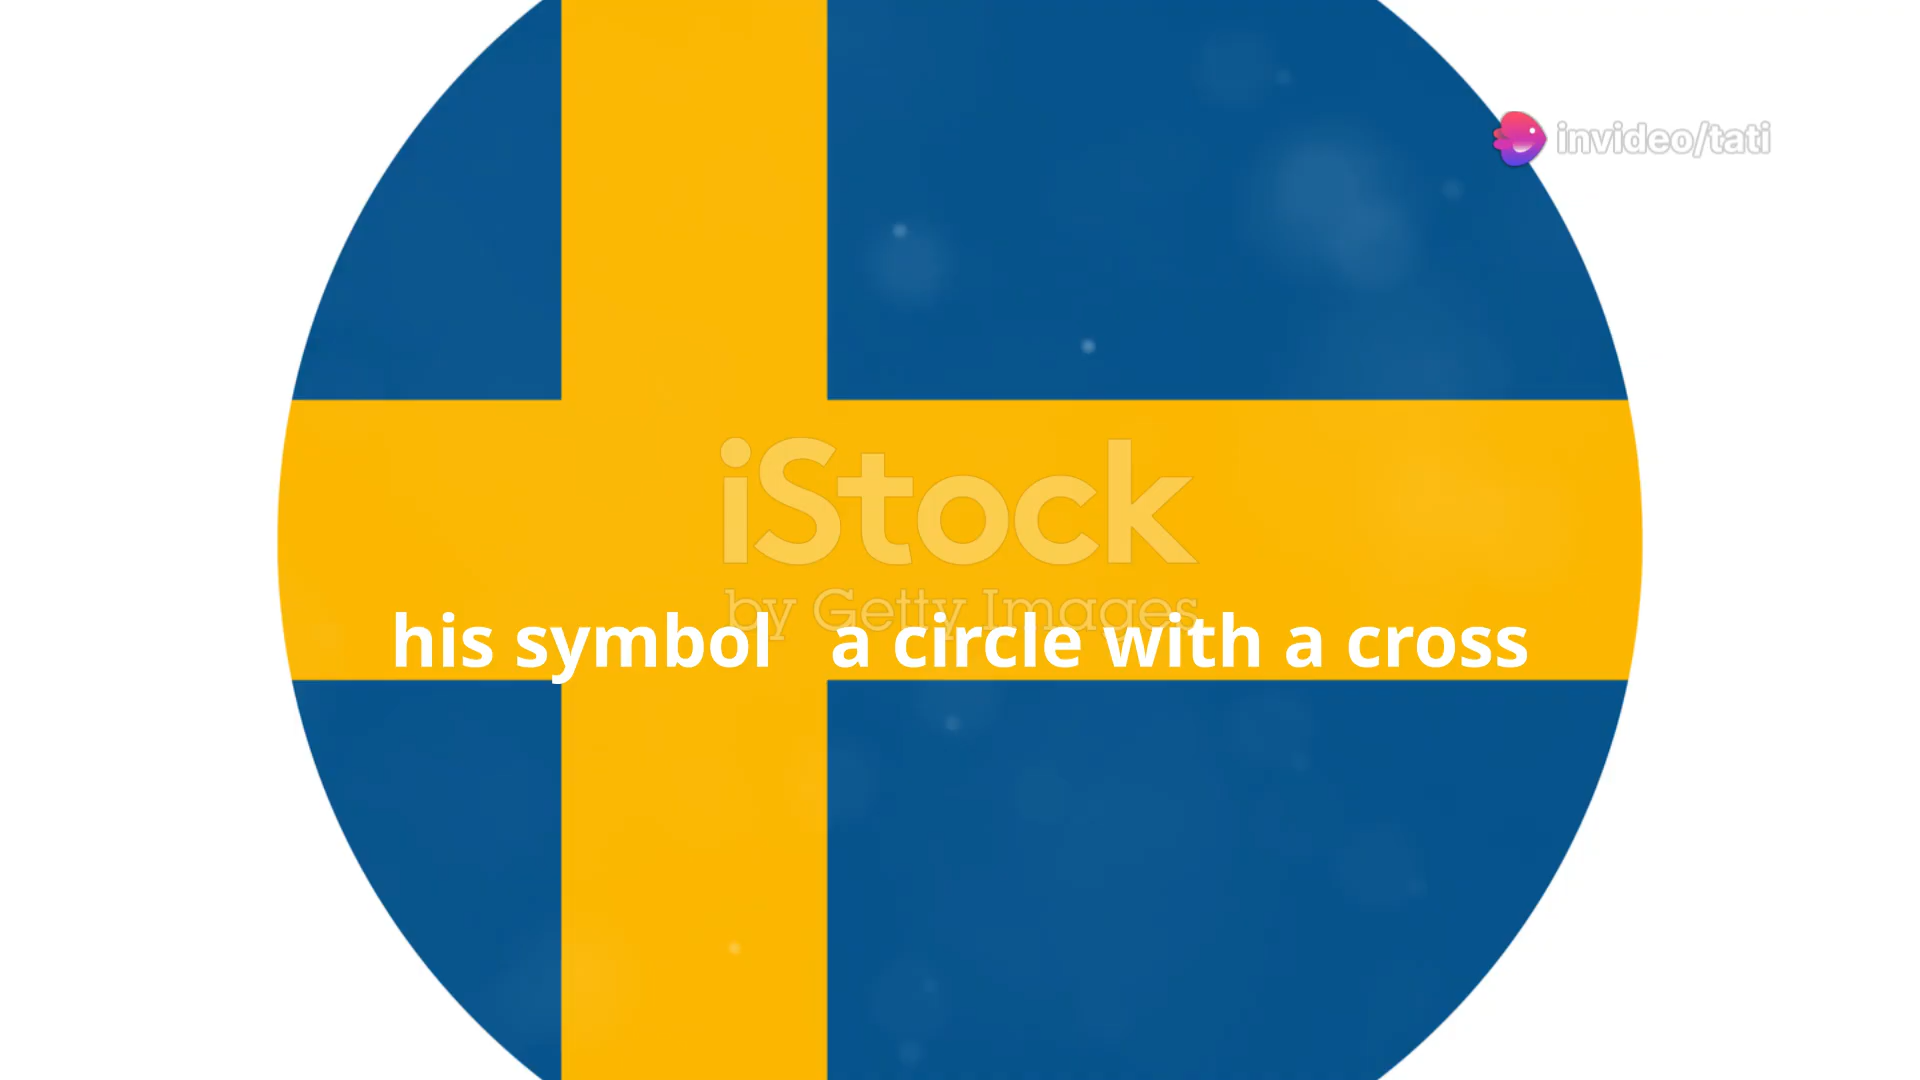 invideo/tati
iStock
by Getty Images
his symbol a circle with a cross